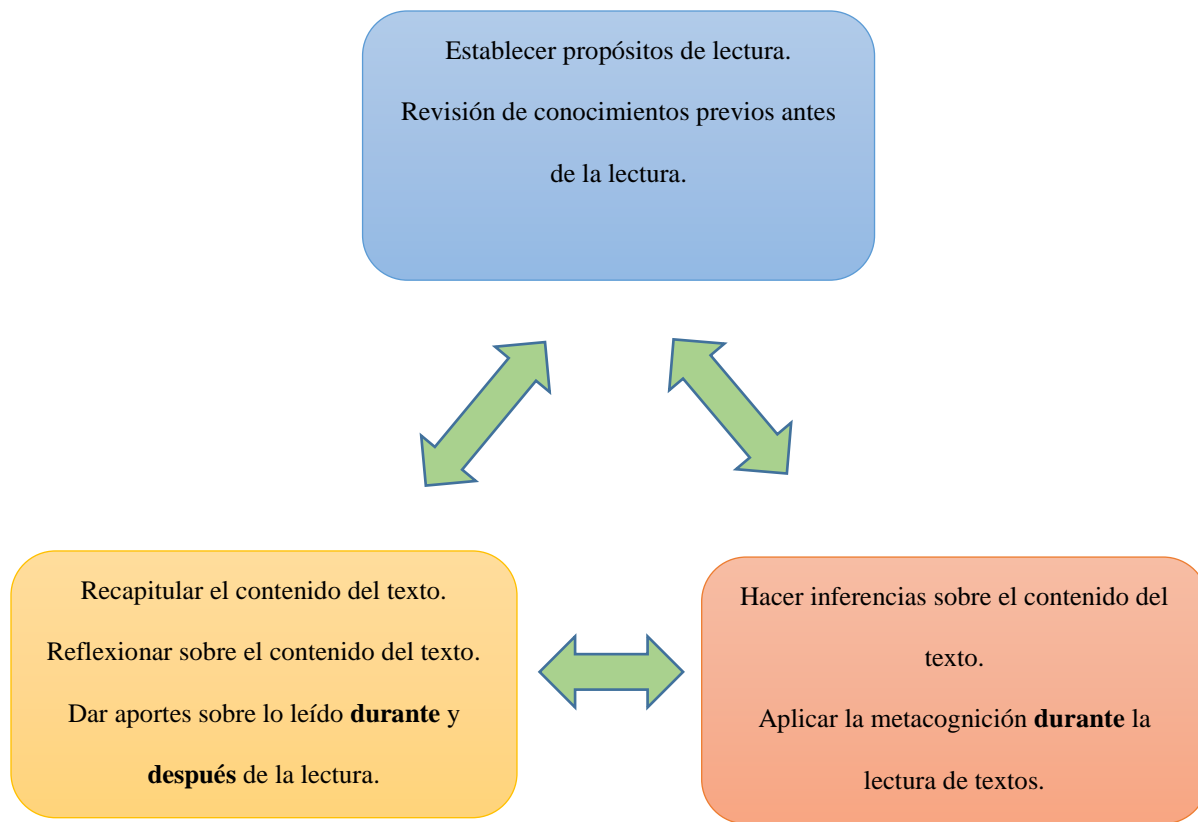 Establecer propósitos de lectura.
Revisión de conocimientos previos antes
de la lectura.
Recapitular el contenido del texto.
Reflexionar sobre el contenido del texto.
Dar aportes sobre lo leído durante y
después de la lectura.
Hacer inferencias sobre el contenido del
texto.
Aplicar la metacognición durante la
lectura de textos.